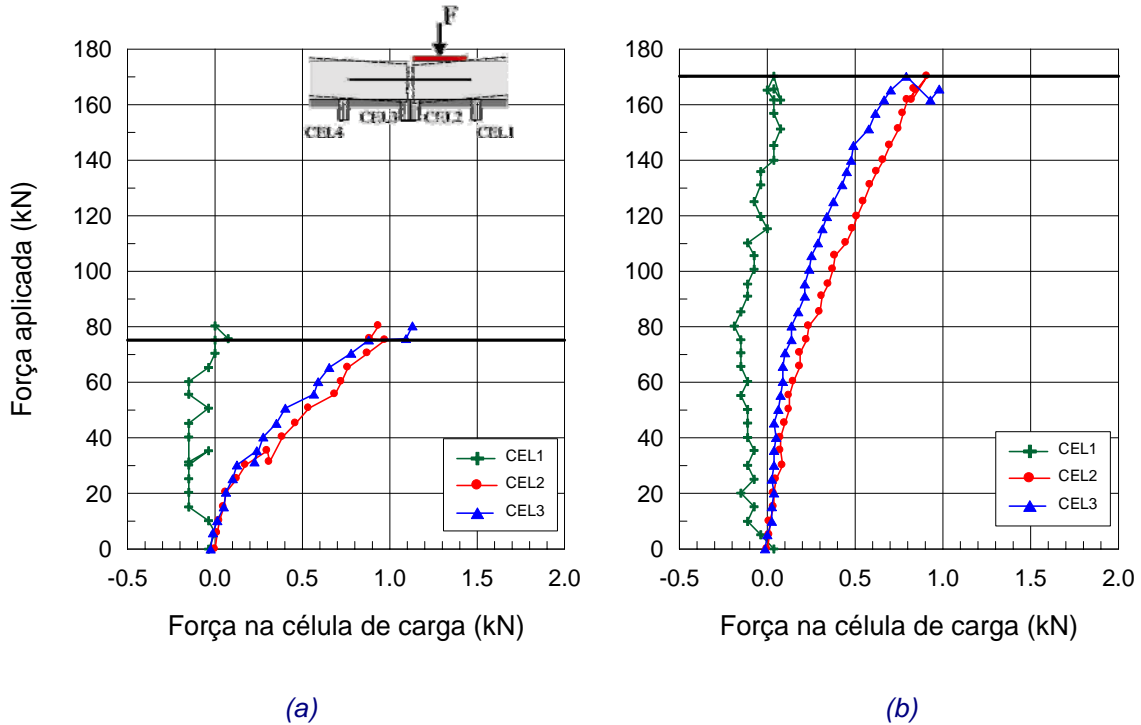 F
CEL4
CEL3
CEL2
CEL1
Força aplicada (kN)
180
160
140
120
100
80
60
40
20
0
-0.5
0.0
0.5
1.0
1.5
2.0
CEL1
CEL2
CEL3
Força na célula de carga (kN)
(a)
180
160
140
120
100
80
60
40
20
0
-0.5
0.0
0.5
1.0
1.5
2.0
CEL1
CEL2
CEL3
Força na célula de carga (kN)
(b)